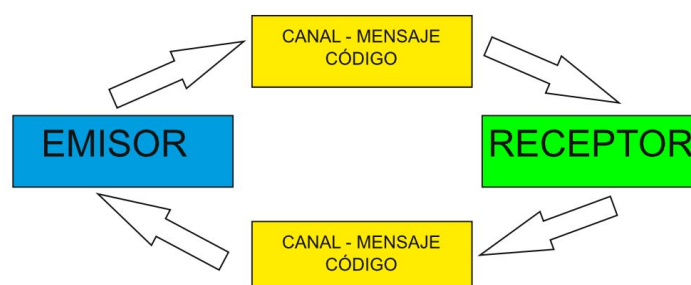 CANAL - MENSAJE
CÓDIGO
EMISOR
RECEPTOR
CANAL - MENSAJE
CÓDIGO